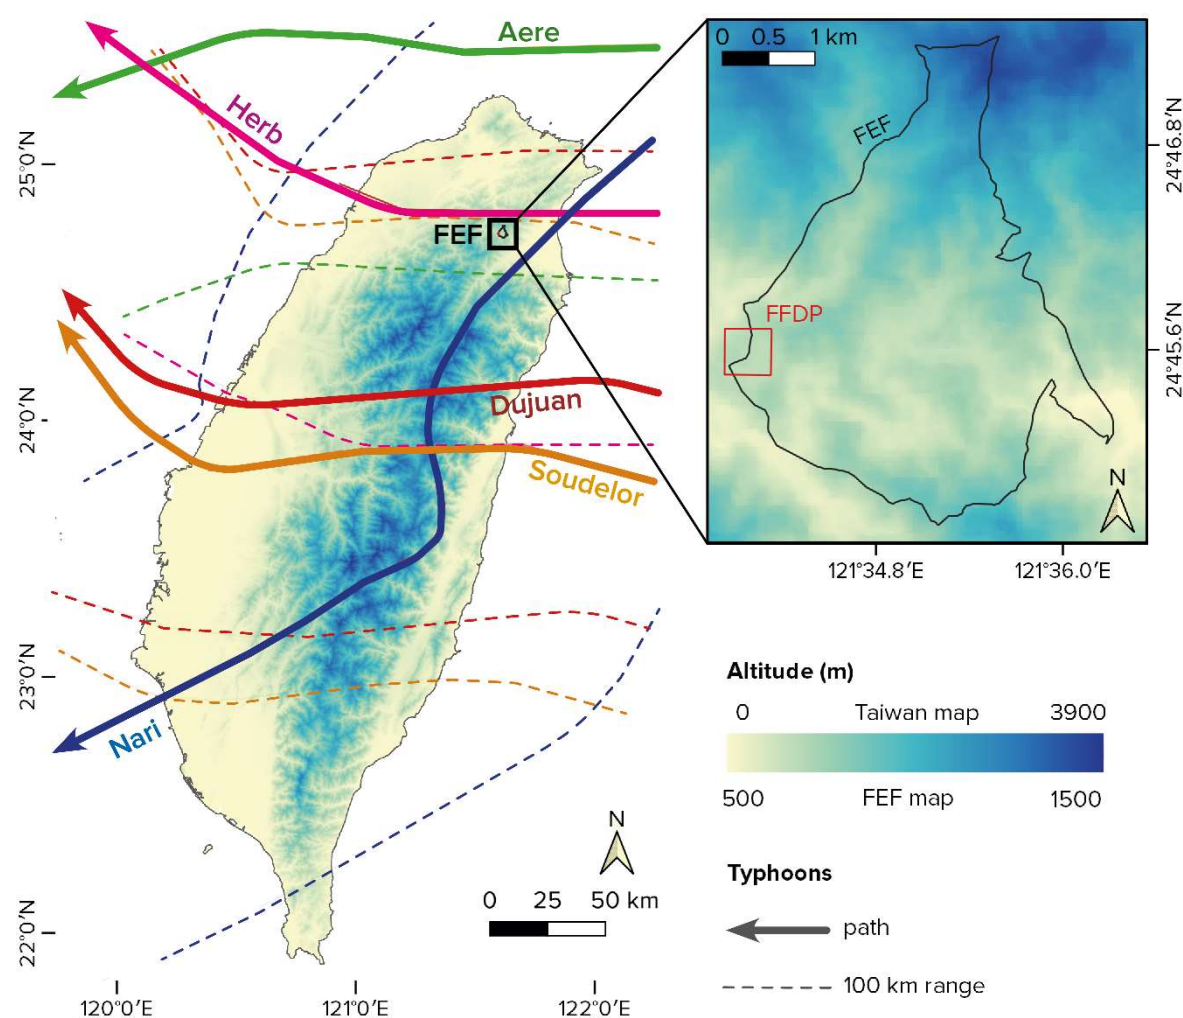 Aere
Herb
FEF
Dujuan
Soudelor
Nari
25°0′N
24°0′N
23°0′N
22°0′N
120°0′E
121°0′E
122°0′E
N
0 25 50 km
0 0.5 1 km
FEF
FFDP
N
24°46.8′N
24°45.6′N
121°34.8′E
121°36.0′E
Altitude (m)
0 Taiwan map 3900
500 FEF map 1500
Typhoons
path
100 km range